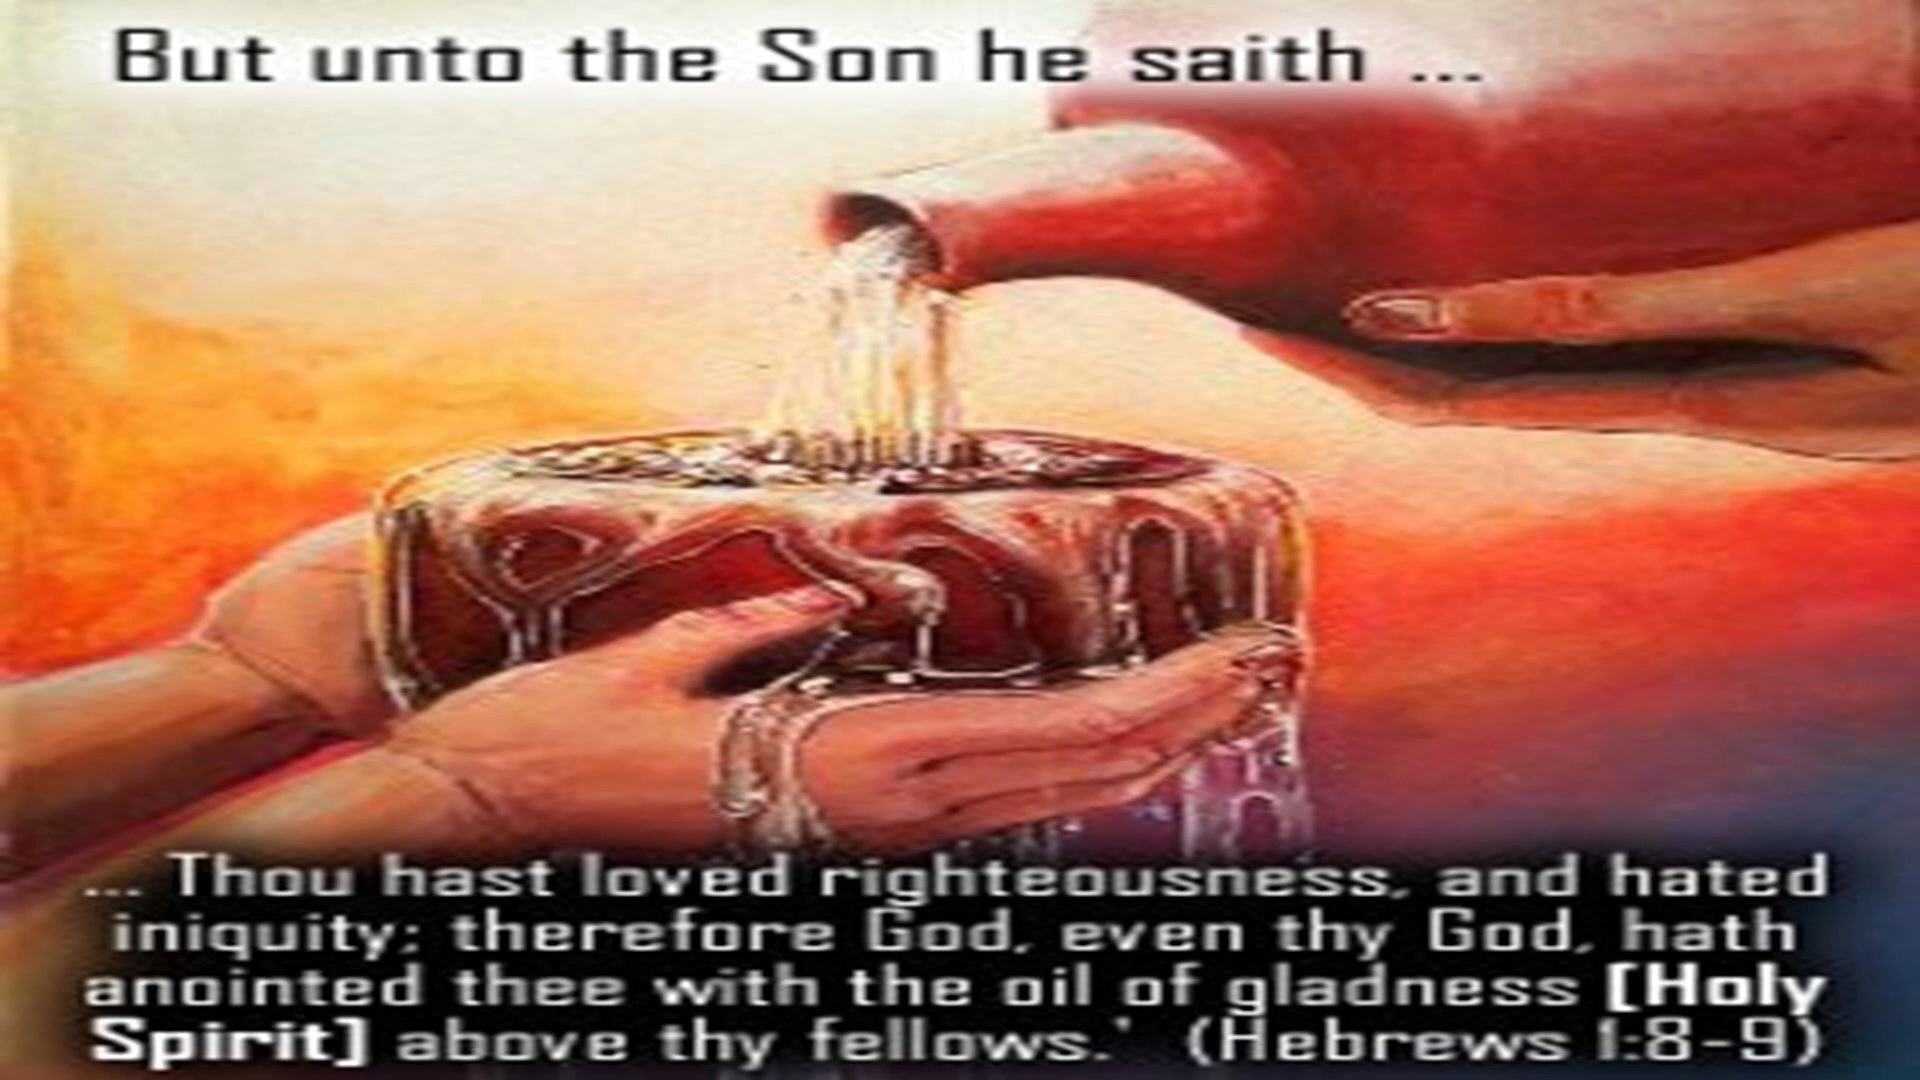 But unto the Son he saith ...
... Thou hast loved righteousness, and hated
iniquity; therefore God, even thy God, hath
anointed thee with the oil of gladness [Holy
Spirit] above thy fellows.' (Hebrews 1:8-9)